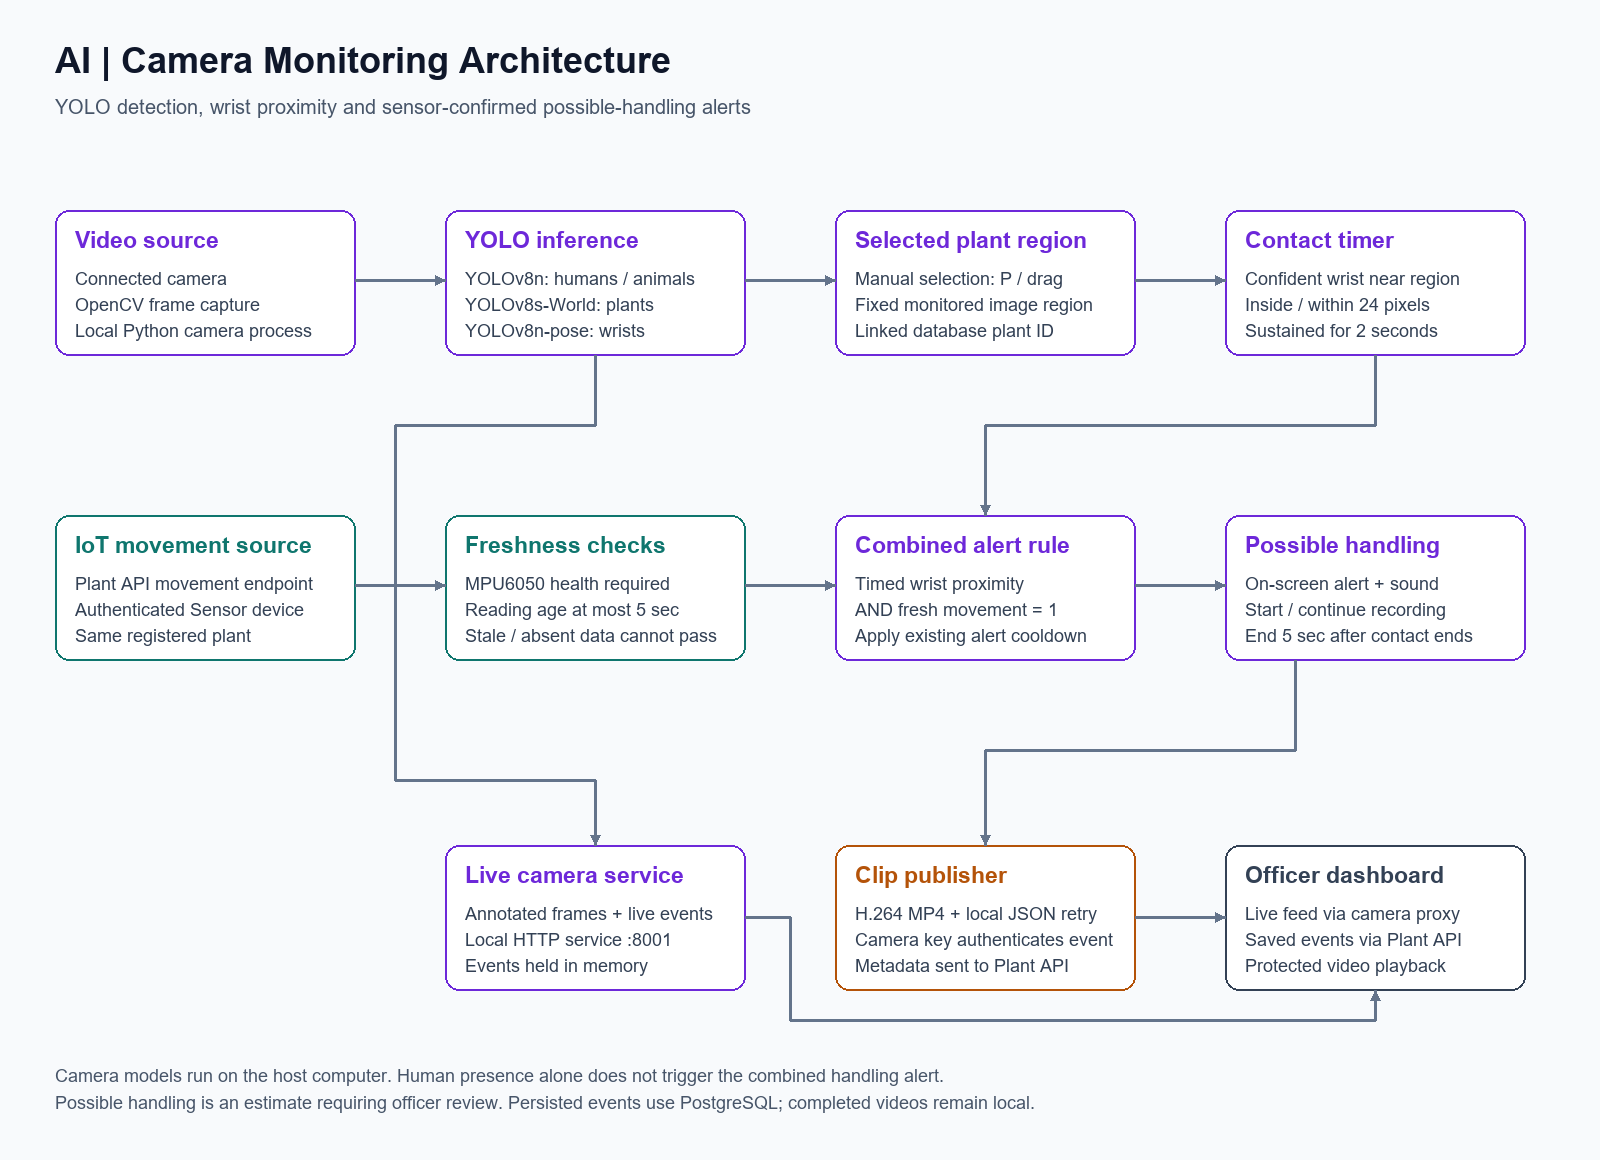 AI | Camera Monitoring Architecture
YOLO detection, wrist proximity and sensor-confirmed possible-handling alerts
Video source
Connected camera
OpenCV frame capture
Local Python camera process
YOLO inference
YOLOv8n: humans / animals
YOLOv8s-World: plants
YOLOv8n-pose: wrists
Selected plant region
Manual selection: P / drag
Fixed monitored image region
Linked database plant ID
Contact timer
Confident wrist near region
Inside / within 24 pixels
Sustained for 2 seconds
IoT movement source
Plant API movement endpoint
Authenticated Sensor device
Same registered plant
Freshness checks
MPU6050 health required
Reading age at most 5 sec
Stale / absent data cannot pass
Combined alert rule
Timed wrist proximity
AND fresh movement = 1
Apply existing alert cooldown
Possible handling
On-screen alert + sound
Start / continue recording
End 5 sec after contact ends
Live camera service
Annotated frames + live events
Local HTTP service :8001
Events held in memory
Clip publisher
H.264 MP4 + local JSON retry
Camera key authenticates event
Metadata sent to Plant API
Officer dashboard
Live feed via camera proxy
Saved events via Plant API
Protected video playback
Camera models run on the host computer. Human presence alone does not trigger the combined handling alert.
Possible handling is an estimate requiring officer review. Persisted events use PostgreSQL; completed videos remain local.